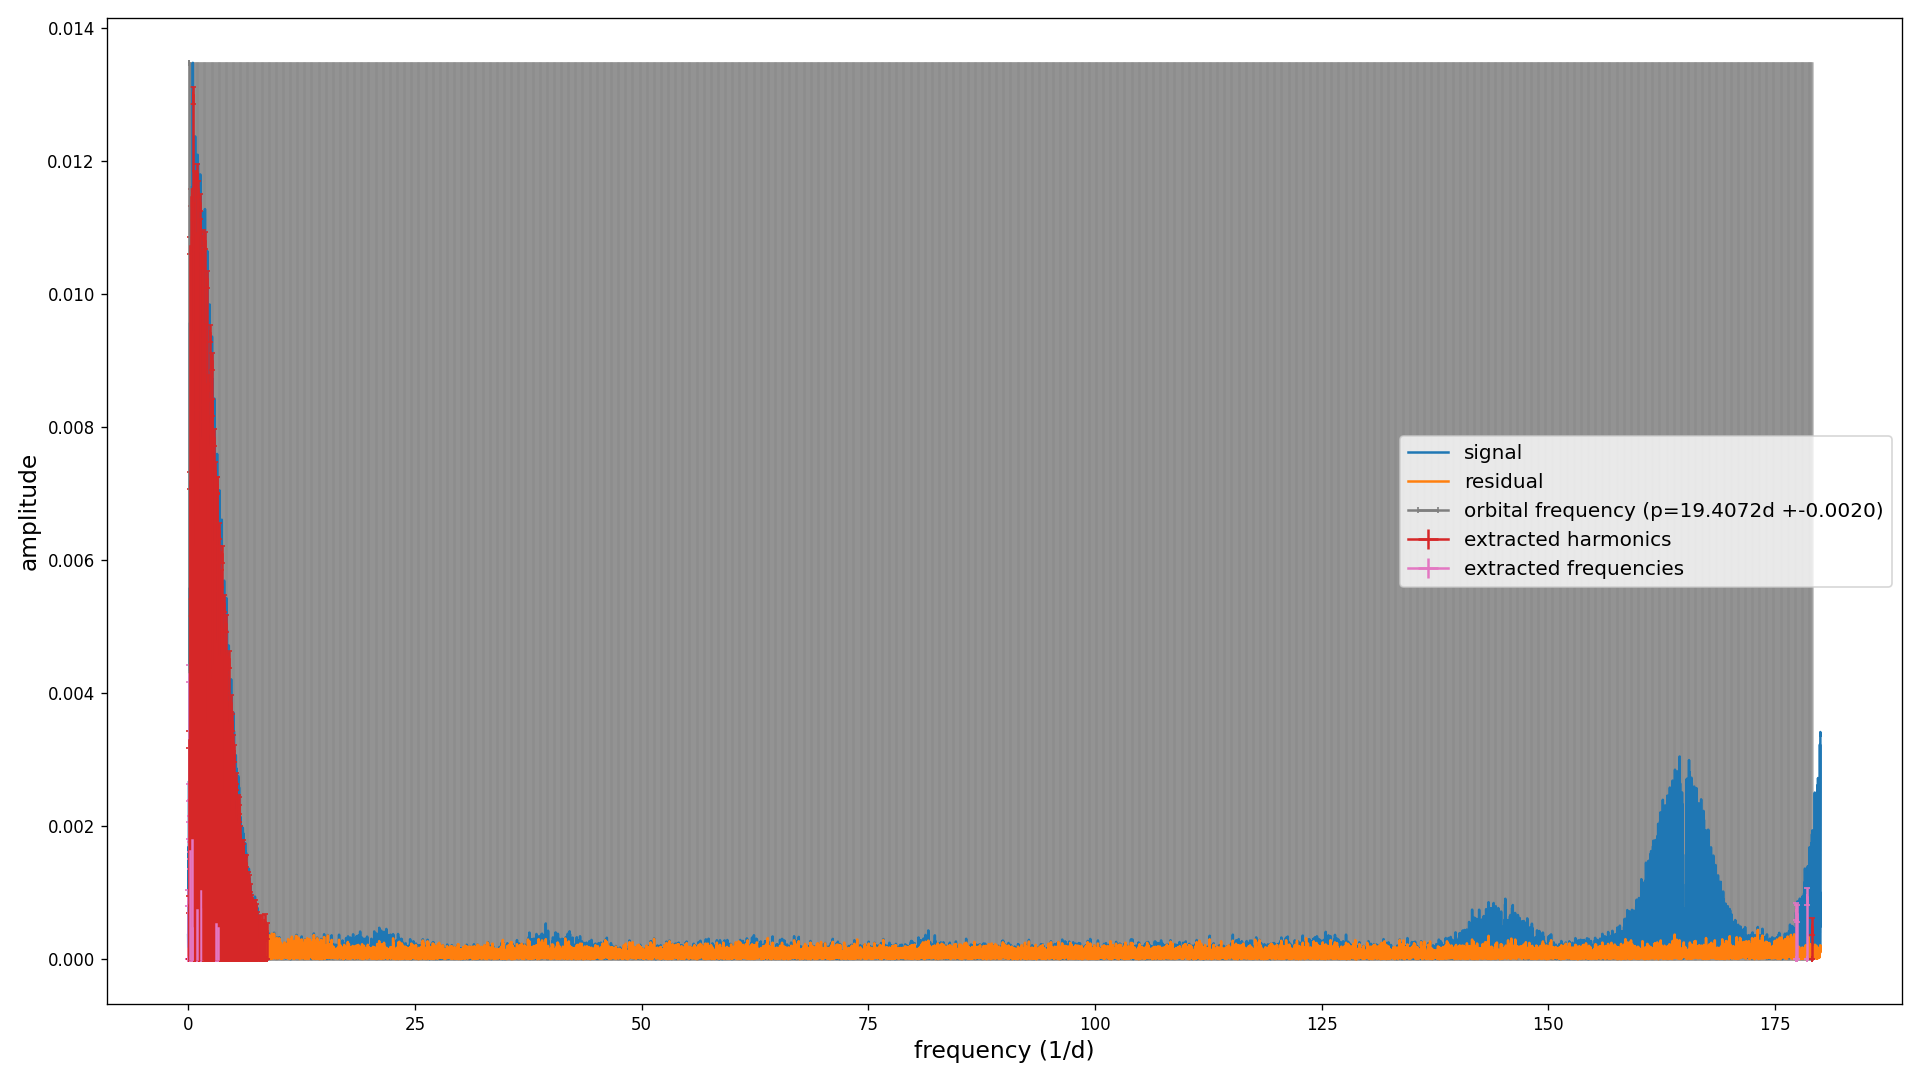 0.014
0.012
0.010
0.008
0.006
0.004
0.002
0.000
amplitude
signal
residual
orbital frequency (p=19.4072d +-0.0020)
extracted harmonics
extracted frequencies
0 25 50 75 100 125 150 175
frequency (1/d)